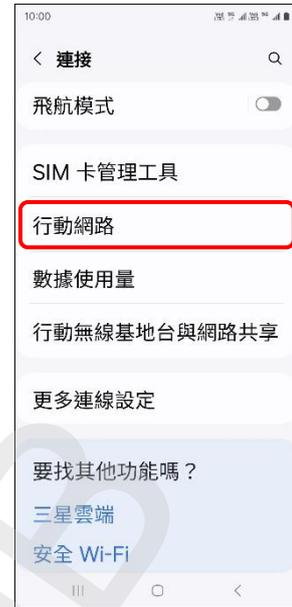 10:00
連接
飛航模式
SIM 卡管理工具
行動網路
數據使用量
行動無線基地台與網路共享
更多連線設定
要找其他功能嗎？
三星雲端
安全 Wi-Fi